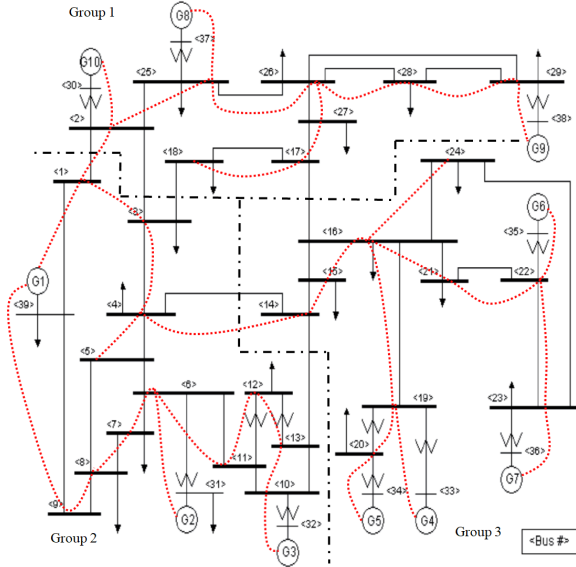 Group 1
G8
G10
<37>
<25>
<26>
<28>
<29>
<30>
<2>
<27>
<38>
G9
<18>
<17>
<24>
<1>
<3>
G6
<16>
<35>
G1
<15>
<21>
<22>
<39>
<4>
<14>
<5>
<6>
<12>
<19>
<23>
<7>
<13>
<20>
<8>
<11>
<36>
G7
<31>
<10>
<34>
<33>
<9>
G2
<32>
G5
G4
Group 2
G3
Group 3
<Bus #>